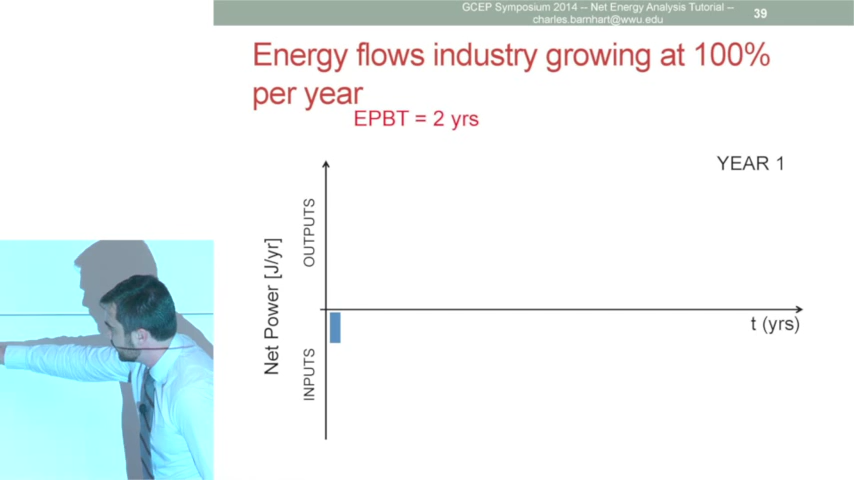 GCEP Symposium 2014 -- Net Energy Analysis Tutorial --
charles.barnhart@wwu.edu
39
Energy flows industry growing at 100%
per year
EPBT = 2 yrs
YEAR 1
OUTPUTS
Net Power [J/yr]
t (yrs)
INPUTS